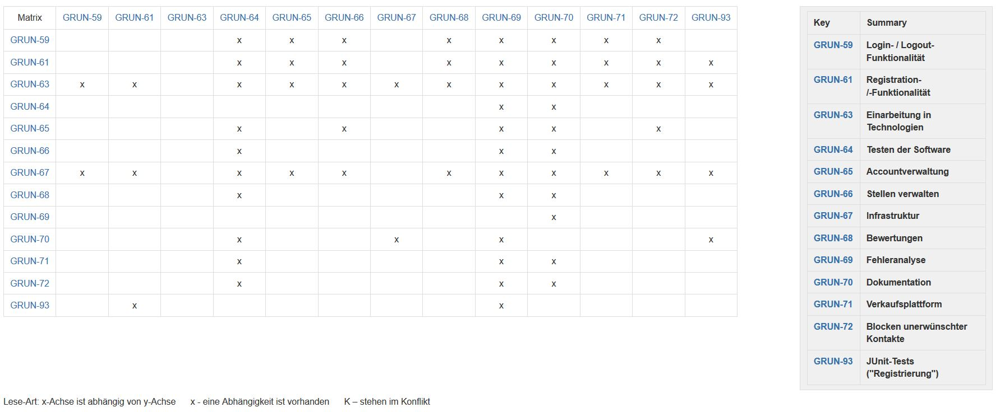 Matrix GRUN-59 GRUN-61 GRUN-63 GRUN-64 GRUN-65 GRUN-66 GRUN-67 GRUN-68 GRUN-69 GRUN-70 GRUN-71 GRUN-72 GRUN-93
GRUN-59 x x x x x x x x
GRUN-61 x x x x x x x x x
GRUN-63 x x x x x x x x x x x x
GRUN-64 x x
GRUN-65 x x x x x
GRUN-66 x x x
GRUN-67 x x x x x x x x x x x
GRUN-68 x x x
GRUN-69 x
GRUN-70 x x x x
GRUN-71 x x x
GRUN-72 x x x
GRUN-93 x x
Lese-Art: x-Achse ist abhängig von y-Achse x - eine Abhängigkeit ist vorhanden K – stehen im Konflikt
Key Summary
GRUN-59 Login- / Logout-
Funktionalität
GRUN-61 Registration-
/-Funktionalität
GRUN-63 Einarbeitung in
Technologien
GRUN-64 Testen der Software
GRUN-65 Accountverwaltung
GRUN-66 Stellen verwalten
GRUN-67 Infrastruktur
GRUN-68 Bewertungen
GRUN-69 Fehleranalyse
GRUN-70 Dokumentation
GRUN-71 Verkaufsplattform
GRUN-72 Blocken unerwünschter
Kontakte
GRUN-93 JUnit-Tests
("Registrierung")